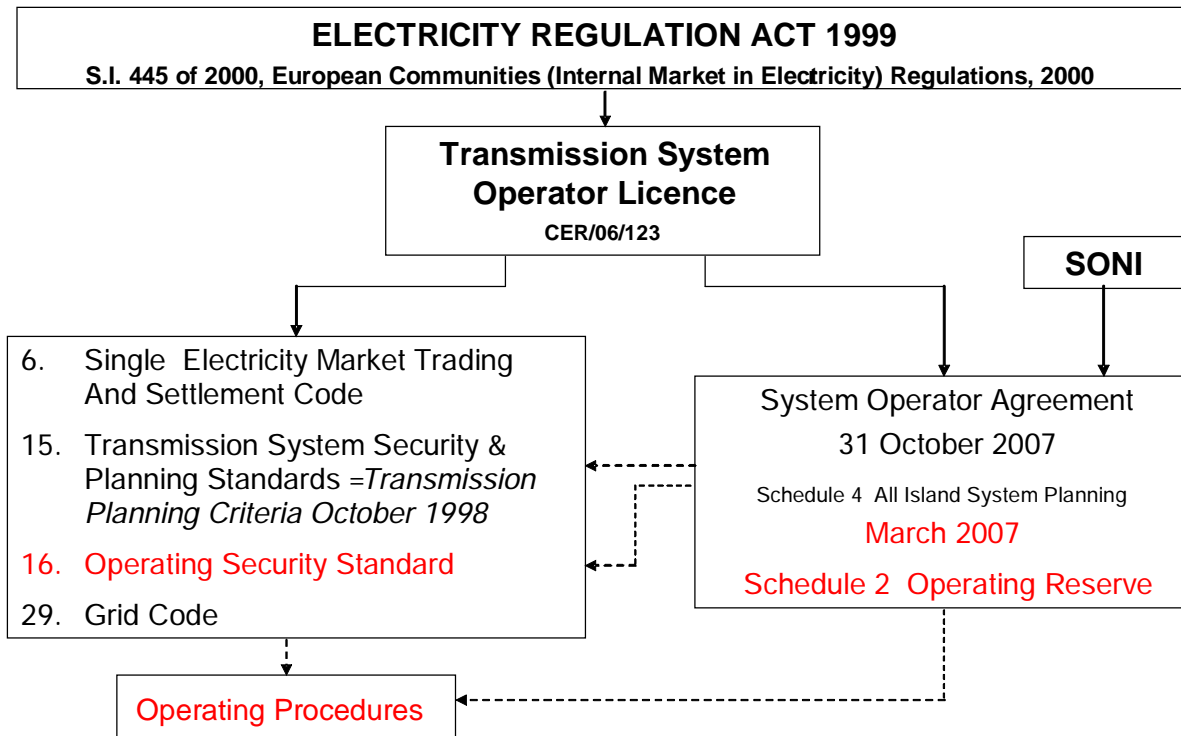 ELECTRICITY REGULATION ACT 1999
S.I. 445 of 2000, European Communities (Internal Market in Electricity) Regulations, 2000
Transmission System
Operator Licence
CER/06/123
SONI
6. Single Electricity Market Trading
And Settlement Code
15. Transmission System Security &
Planning Standards =Transmission
Planning Criteria October 1998
16. Operating Security Standard
29. Grid Code
System Operator Agreement
31 October 2007
Schedule 4 All Island System Planning
March 2007
Schedule 2 Operating Reserve
Operating Procedures